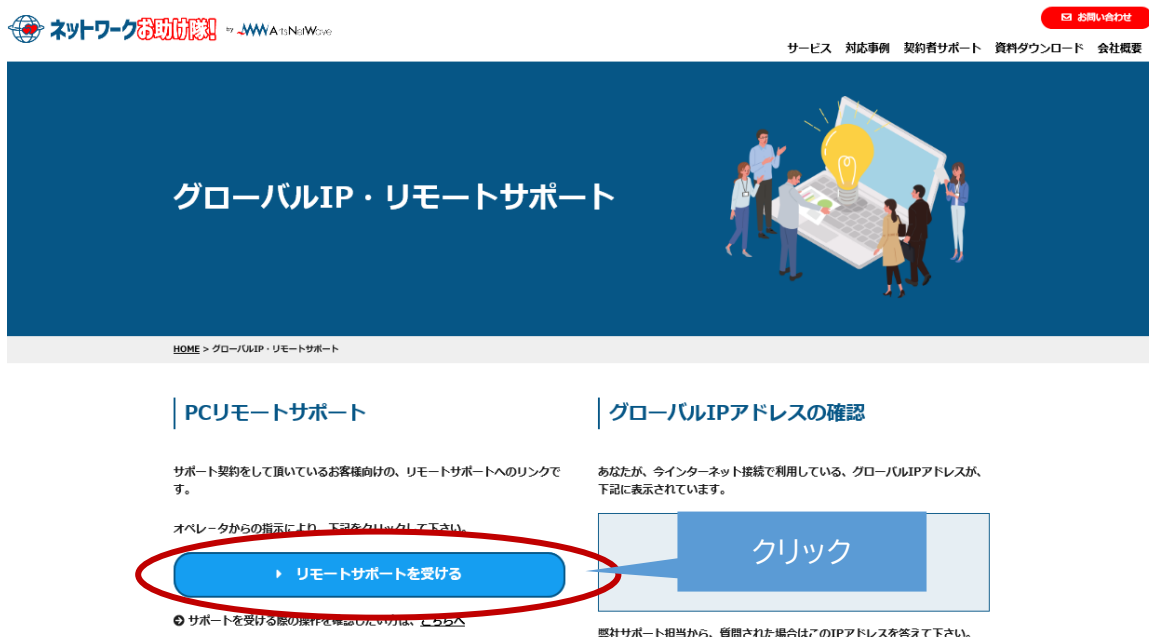 ネットワークお助け隊! by ArtsNetWave
お問い合わせ
サービス 対応事例 契約者サポート 資料ダウンロード 会社概要
グローバルIP・リモートサポート
HOME > グローバルIP・リモートサポート
PCリモートサポート
サポート契約をして頂いているお客様向けの、リモートサポートへのリンクで
す。
オペレータからの指示により、下記をクリックして下さい。
リモートサポートを受ける
サポートを受ける際の操作を確認したい方は、こちらへ
グローバルIPアドレスの確認
あなたが、今インターネット接続で利用している、グローバルIPアドレスが、
下記に表示されています。
クリック
弊社サポート担当から、質問された場合はこのIPアドレスを答えて下さい。